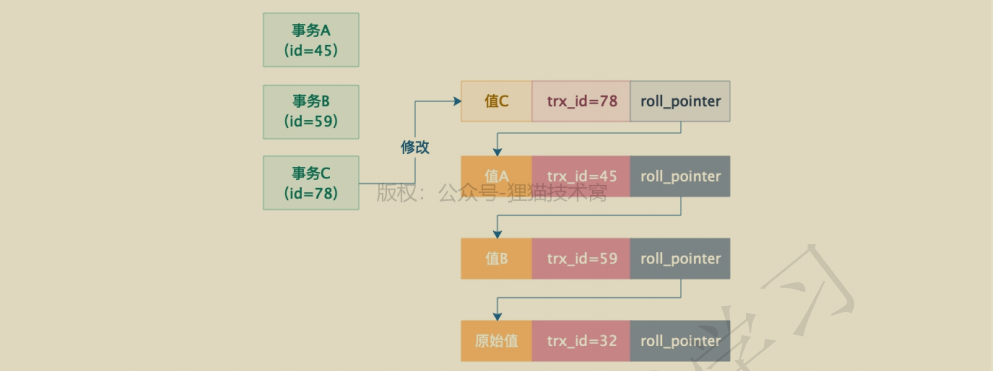 事务A
(id=45)
事务B
(id=59)
事务C
(id=78)
修改
值C trx_id=78 roll_pointer
值A trx_id=45 roll_pointer
版权：公众号-狸猫技术窝
值B trx_id=59 roll_pointer
原始值 trx_id=32 roll_pointer
学习